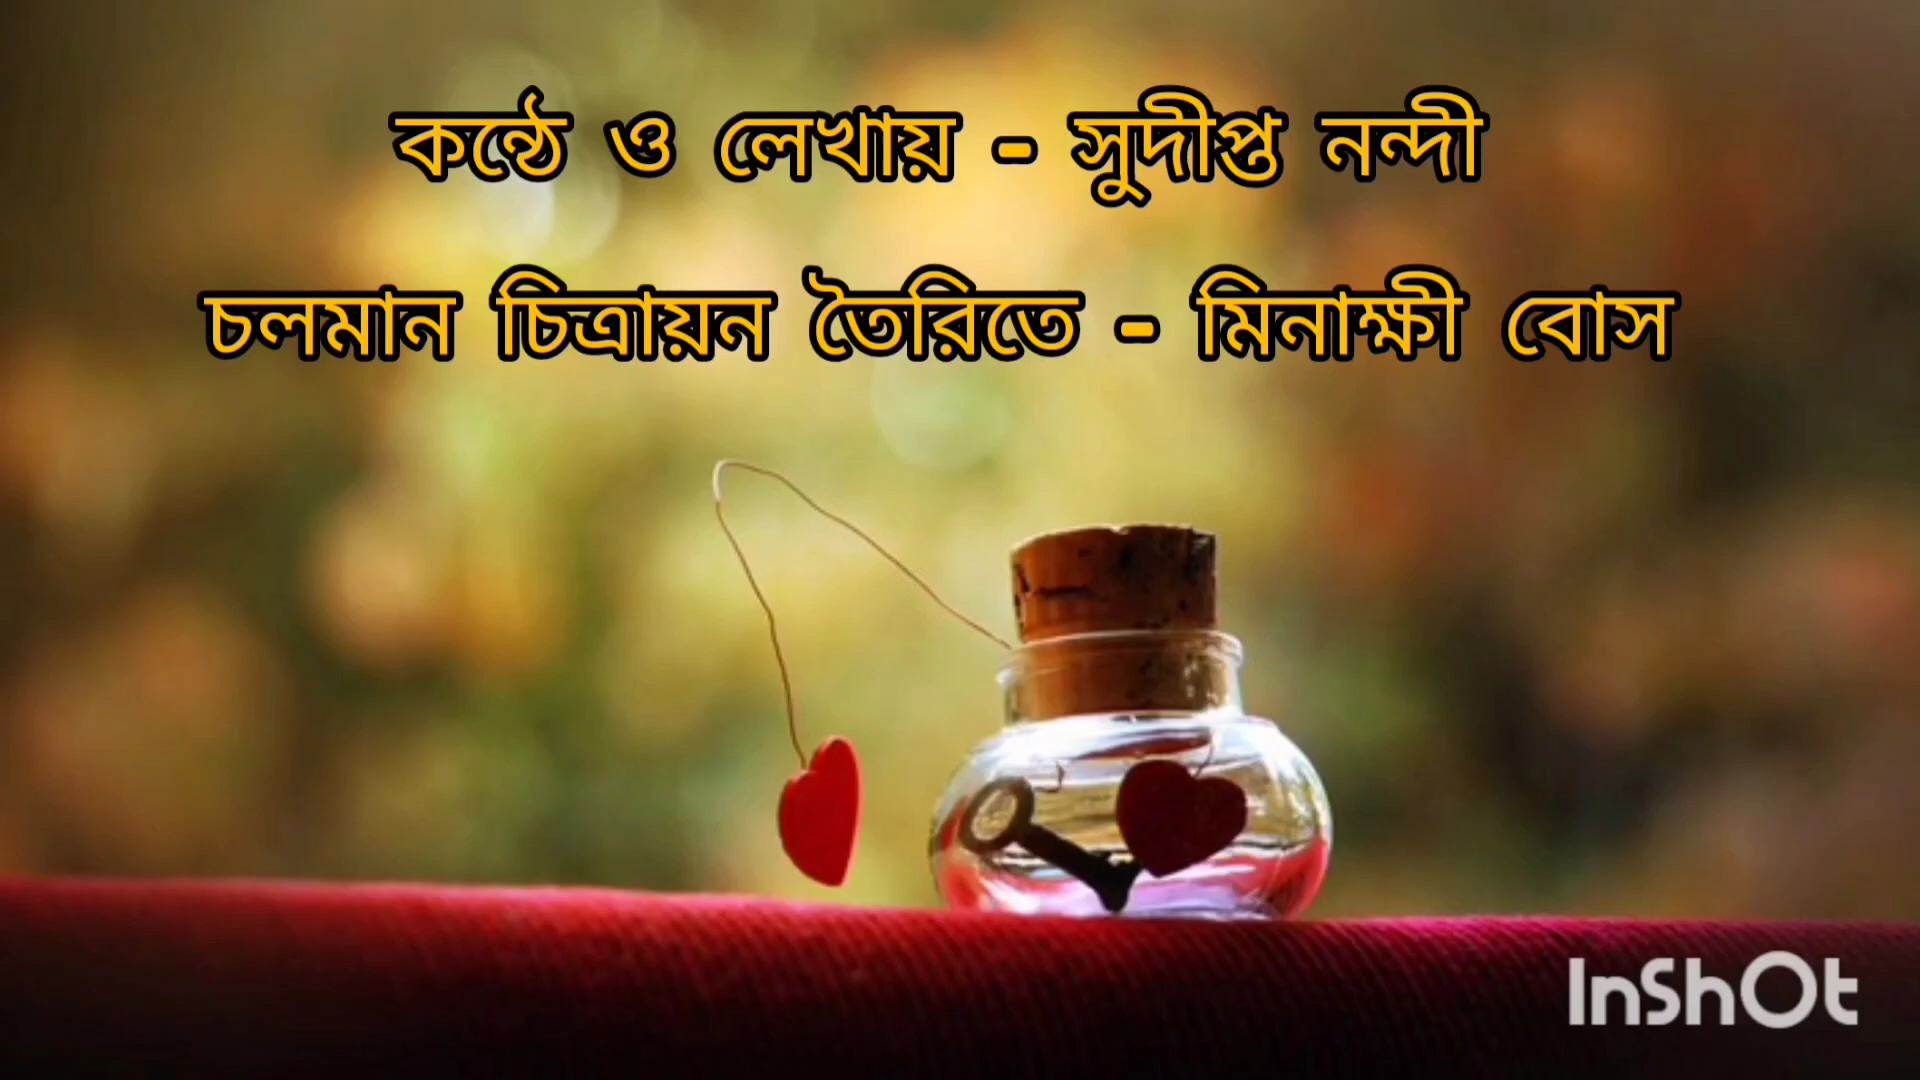 কন্ঠে ও লেখায় - সুদীপ্ত নন্দী
চলমান চিত্রায়ন তৈরিতে - মিনাক্ষী বোস
InShOt